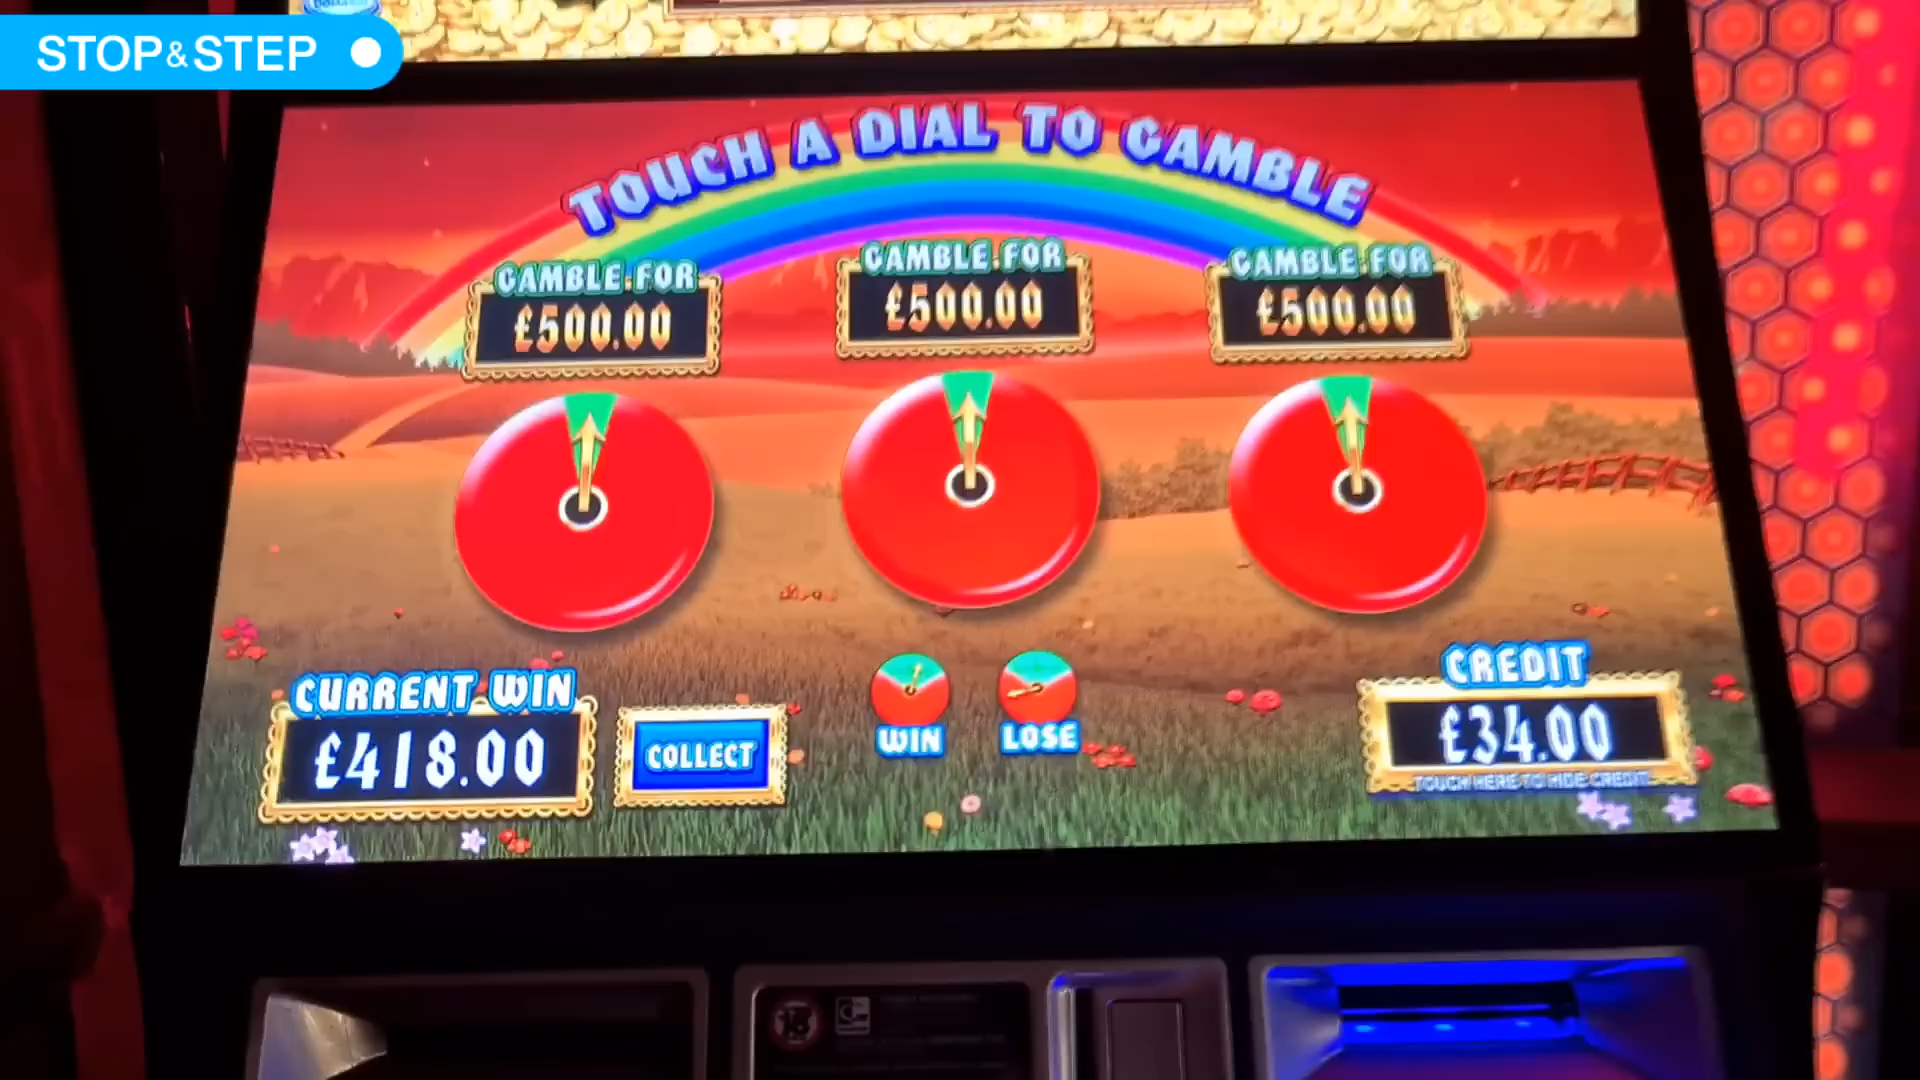 STOP&STEP
TOUCH A DIAL TO GAMBLE
GAMBLE FOR
£500.00
GAMBLE FOR
£500.00
GAMBLE FOR
£500.00
CURRENT WIN
£418.00
COLLECT
WIN
LOSE
CREDIT
£34.00
TOUCH HERE TO HIDE CREDIT
18